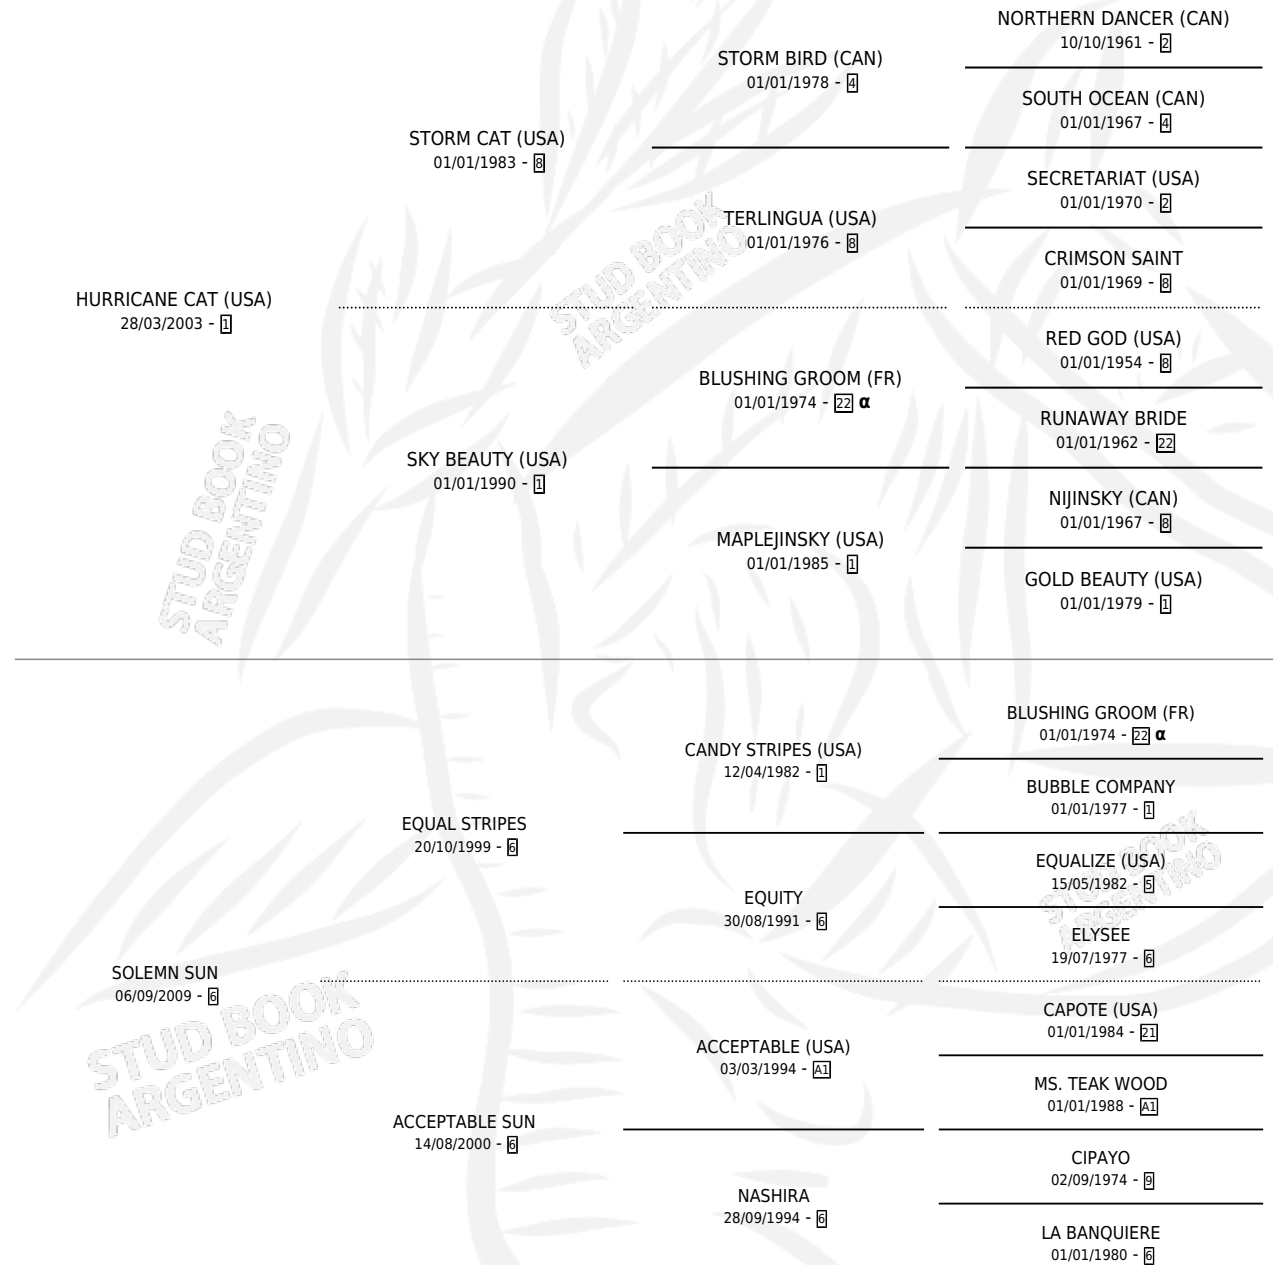 NORTHERN DANCER (CAN)
10/10/1961 - 2
STORM BIRD (CAN)
01/01/1978 - 4
SOUTH OCEAN (CAN)
01/01/1967 - 4
STORM CAT (USA)
01/01/1983 - 8
SECRETARIAT (USA)
01/01/1970 - 2
TERLINGUA (USA)
01/01/1976 - 8
CRIMSON SAINT
01/01/1969 - 8
HURRICANE CAT (USA)
28/03/2003 - 1
RED GOD (USA)
01/01/1954 - 8
BLUSHING GROOM (FR)
01/01/1974 - 22 α
RUNAWAY BRIDE
01/01/1962 - 22
SKY BEAUTY (USA)
01/01/1990 - 1
NIJINSKY (CAN)
01/01/1967 - 8
MAPLEJINSKY (USA)
01/01/1985 - 1
GOLD BEAUTY (USA)
01/01/1979 - 1
BLUSHING GROOM (FR)
01/01/1974 - 22 α
CANDY STRIPES (USA)
12/04/1982 - 1
BUBBLE COMPANY
01/01/1977 - 1
EQUAL STRIPES
20/10/1999 - 6
EQUALIZE (USA)
15/05/1982 - 5
EQUITY
30/08/1991 - 6
ELYSEE
19/07/1977 - 6
SOLEMN SUN
06/09/2009 - 6
CAPOTE (USA)
01/01/1984 - 21
ACCEPTABLE (USA)
03/03/1994 - A1
MS. TEAK WOOD
01/01/1988 - A1
ACCEPTABLE SUN
14/08/2000 - 6
CIPAYO
02/09/1974 - 9
NASHIRA
28/09/1994 - 6
LA BANQUIERE
01/01/1980 - 6
STUD BOOK
ARGENTINO
STUD BOOK
ARGENTINO
STUD BOOK
ARGENTINO
STUD BOOK
ARGENTINO